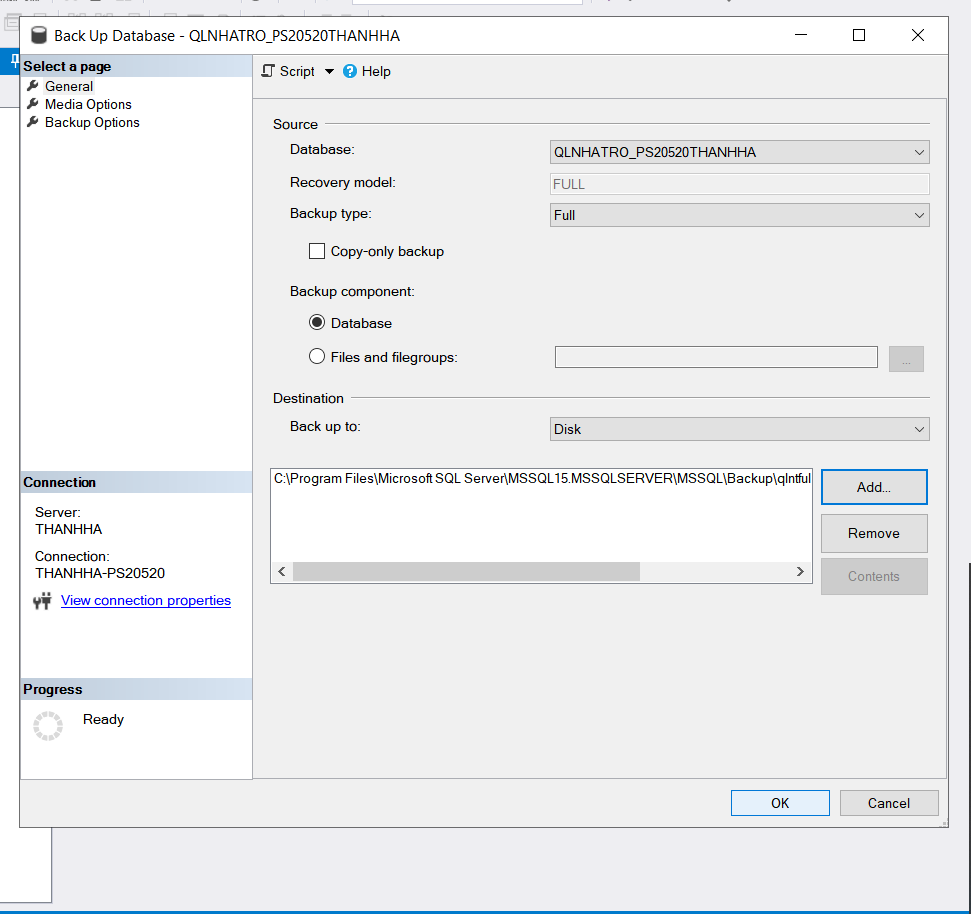 Back Up Database - QLNHATRO_PS20520THANHHA
Select a page
General
Media Options
Backup Options
Script
Help
Source
Database:
QLNHATRO_PS20520THANHHA
Recovery model:
FULL
Backup type:
Full
Copy-only backup
Backup component:
Database
Files and filegroups:
...
Destination
Back up to:
Disk
C:\Program Files\Microsoft SQL Server\MSSQL15.MSSQLSERVER\MSSQL\Backup\qlntful
Add...
Remove
Contents
Connection
Server:
THANHHA
Connection:
THANHHA-PS20520
View connection properties
Progress
Ready
OK
Cancel